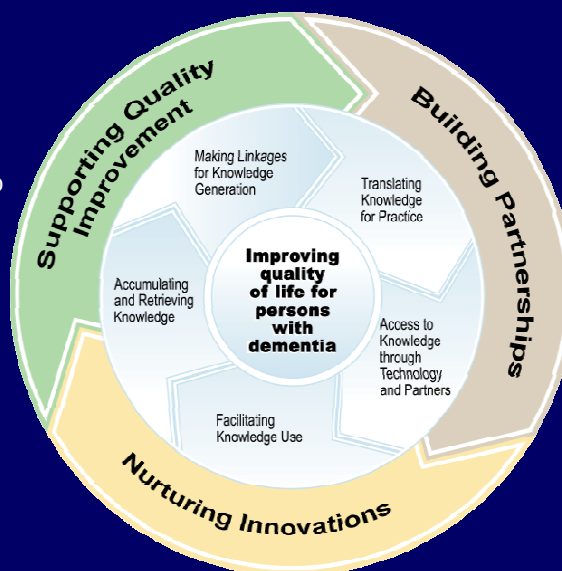 Supporting Quality
Improvement
Building Partnerships
Nurturing Innovations
Making Linkages
for Knowledge
Generation
Translating
Knowledge
for Practice
Access to
Knowledge
through
Technology
and Partners
Facilitating
Knowledge Use
Accumulating
and Retrieving
Knowledge
Improving
quality
of life for
persons
with
dementia